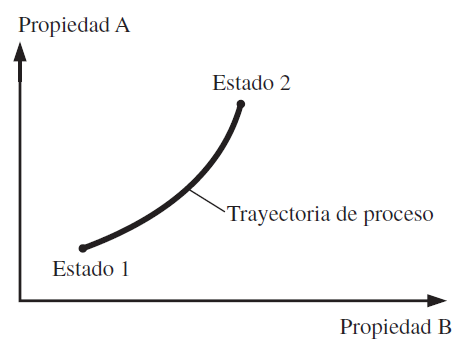 Propiedad A
Estado 2
Trayectoria de proceso
Estado 1
Propiedad B